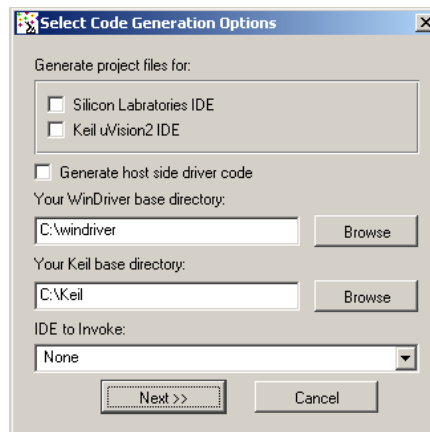 Select Code Generation Options
Generate project files for:
Silicon Labratories IDE
Keil uVision2 IDE
Generate host side driver code
Your WinDriver base directory:
C:\windriver
Browse
Your Keil base directory:
C:\Keil
Browse
IDE to Invoke:
None
Next >>
Cancel